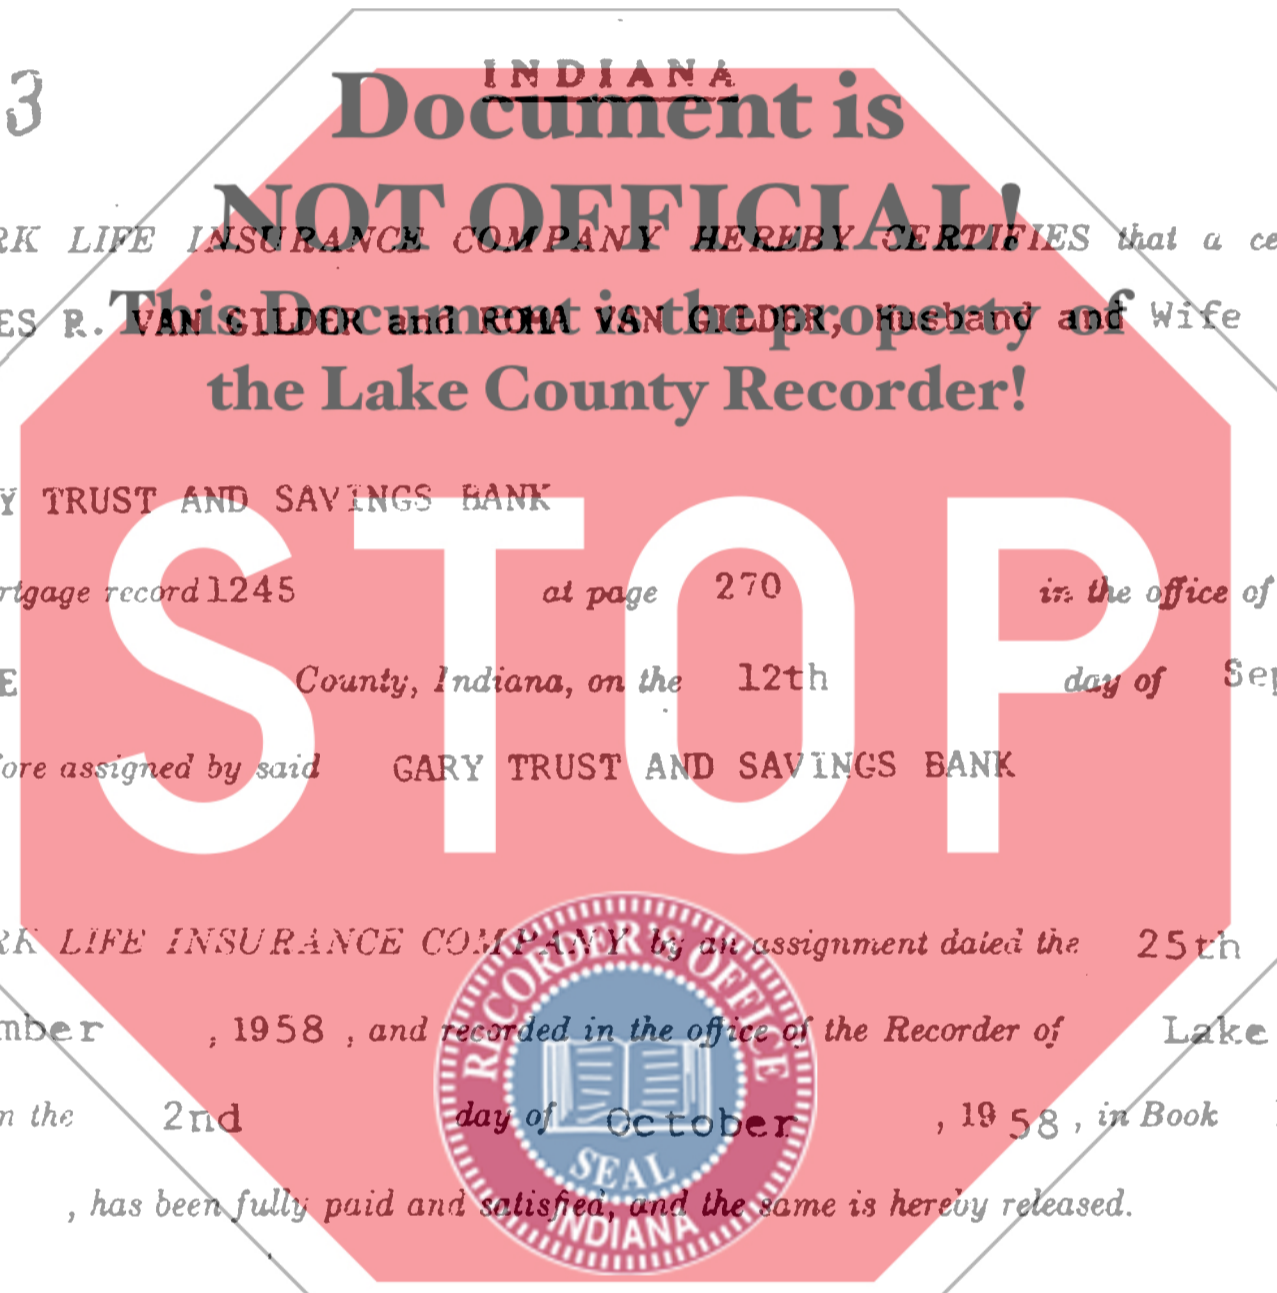 INDIANA
3
Document is
NOT OFFICIAL!
RK LIFE INSURANCE COMPANY HEREBY CERTIFIES that a ce
ES R. VAN GILDER and ROMA VAN GILDER, Husband and Wife
This Document is the property of
the Lake County Recorder!
Y TRUST AND SAVINGS BANK
STOP
rtgage record 1245 at page 270 in the office of
E County, Indiana, on the 12th day of Sep
fore assigned by said GARY TRUST AND SAVINGS BANK
RK LIFE INSURANCE COMPANY by an assignment dated the 25th
mber , 1958 , and recorded in the office of the Recorder of Lake
n the 2nd day of October , 1958 , in Book
, has been fully paid and satisfied, and the same is hereby released.
RECORDER'S OFFICE
SEAL
INDIANA